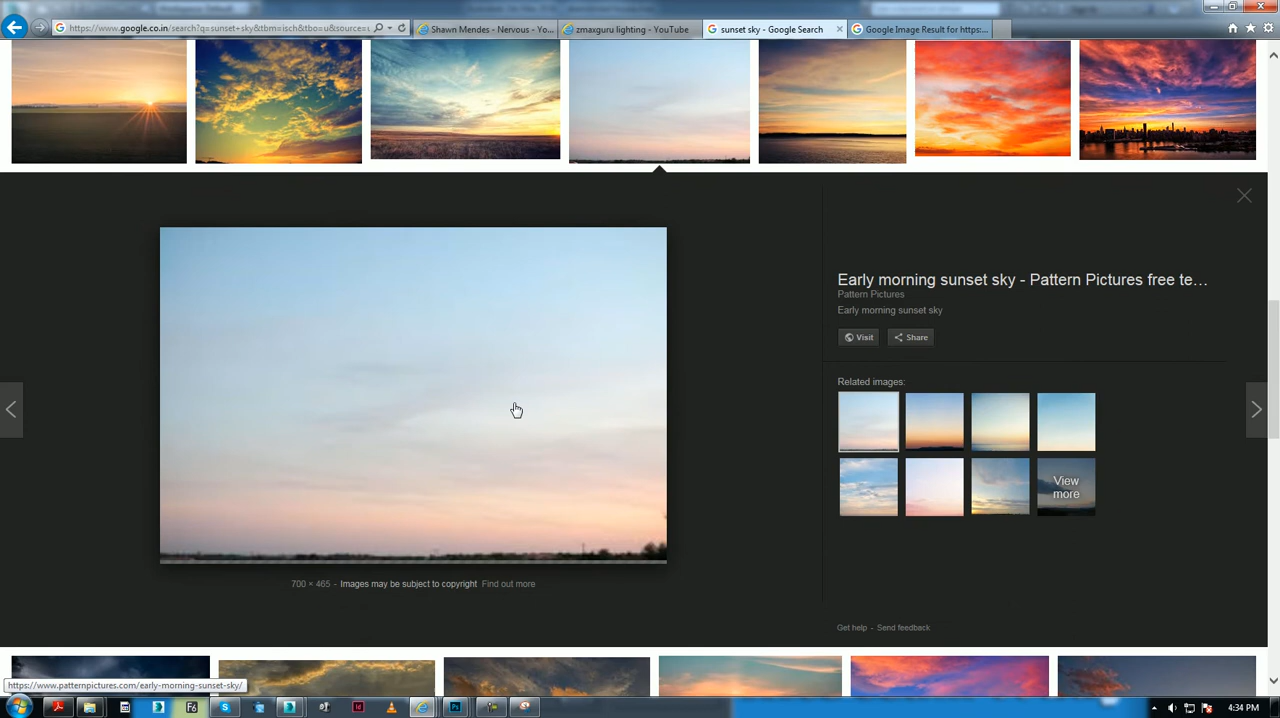 https://www.google.co.in/search?q=sunset+sky&tbm=isch&tbo=u&source=
Shawn Mendes - Nervous - Yo...
zmaxguru lighting - YouTube
sunset sky - Google Search
Google Image Result for https:...
Early morning sunset sky - Pattern Pictures free te...
Pattern Pictures
Early morning sunset sky
Visit
Share
Related images:
View
more
700 × 465 - Images may be subject to copyright Find out more
Get help - Send feedback
https://www.patternpictures.com/early-morning-sunset-sky/
F6
Id
Ps
4:34 PM